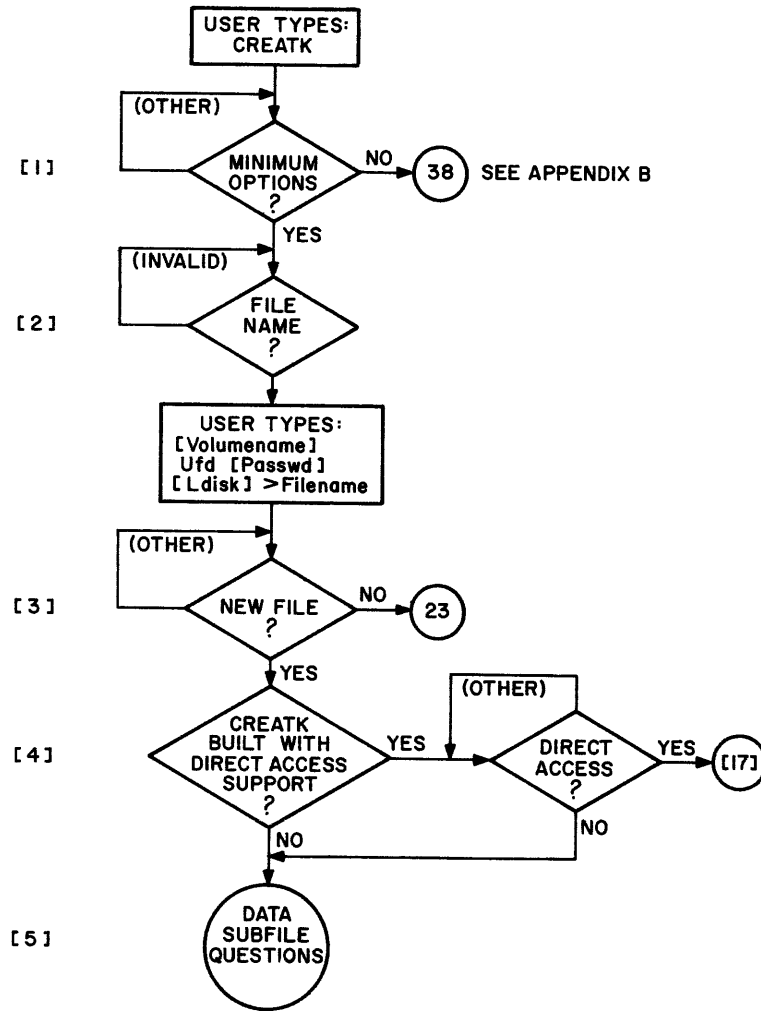 USER TYPES:
CREATK
(OTHER)
[1]
MINIMUM
OPTIONS
?
NO
38
SEE APPENDIX B
YES
(INVALID)
[2]
FILE
NAME
?
USER TYPES:
[Volumename]
Ufd [Passwd]
[Ldisk] >Filename
(OTHER)
[3]
NEW FILE
?
NO
23
YES
(OTHER)
[4]
CREATK
BUILT WITH
DIRECT ACCESS
SUPPORT
?
YES
DIRECT
ACCESS
?
YES
[17]
NO
NO
[5]
DATA
SUBFILE
QUESTIONS